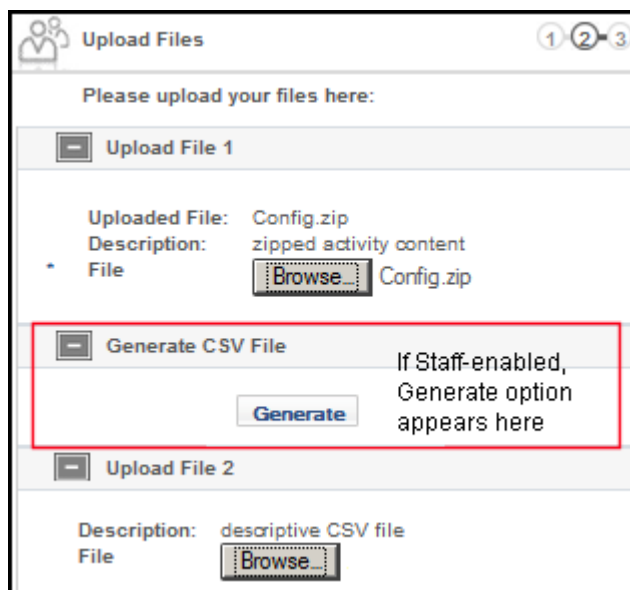 Upload Files
1 2 3
Please upload your files here:
Upload File 1
Uploaded File: Config.zip
Description: zipped activity content
* File Browse... Config.zip
Generate CSV File
If Staff-enabled,
Generate option
appears here
Generate
Upload File 2
Description: descriptive CSV file
File Browse...